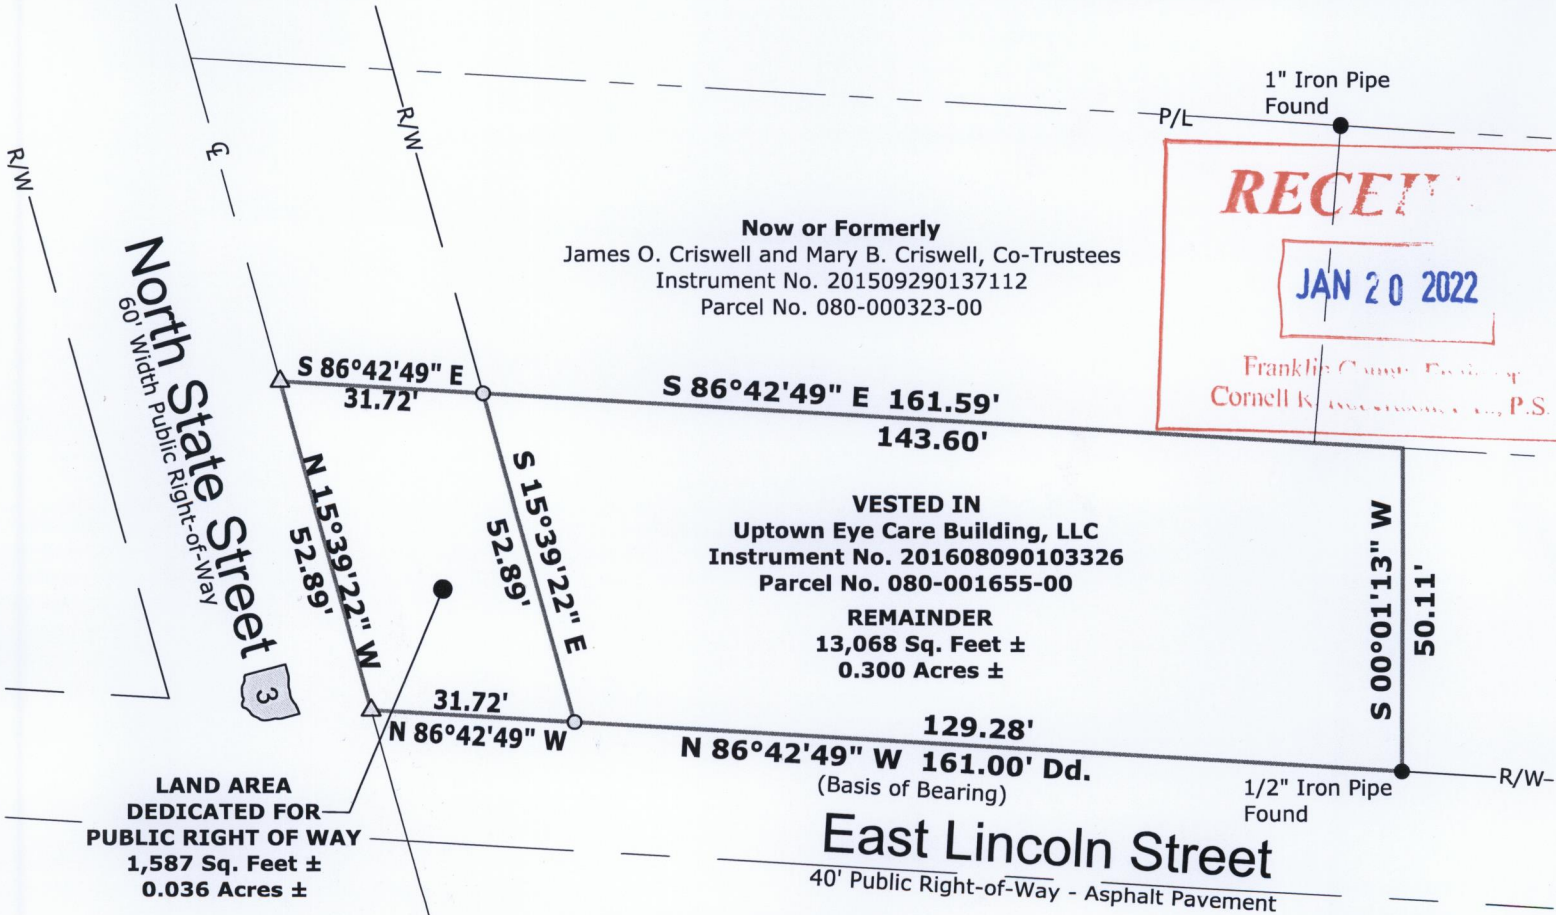 1" Iron Pipe
Found
P/L
R/W
R/W
℄
JAN 20 2022
Cornell
P.S.
Now or Formerly
James O. Criswell and Mary B. Criswell, Co-Trustees
Instrument No. 201509290137112
Parcel No. 080-000323-00
North State Street
60' Width Public Right-of-Way
3
S 86°42'49" E
31.72'
S 86°42'49" E 161.59'
143.60'
N 15°39'22" W
52.89'
S 15°39'22" E
52.89'
VESTED IN
Uptown Eye Care Building, LLC
Instrument No. 201608090103326
Parcel No. 080-001655-00
REMAINDER
13,068 Sq. Feet ±
0.300 Acres ±
S 00°01'13" W
50.11'
31.72'
N 86°42'49" W
129.28'
N 86°42'49" W 161.00' Dd.
(Basis of Bearing)
1/2" Iron Pipe
Found
R/W
LAND AREA
DEDICATED FOR
PUBLIC RIGHT OF WAY
1,587 Sq. Feet ±
0.036 Acres ±
East Lincoln Street
40' Public Right-of-Way - Asphalt Pavement